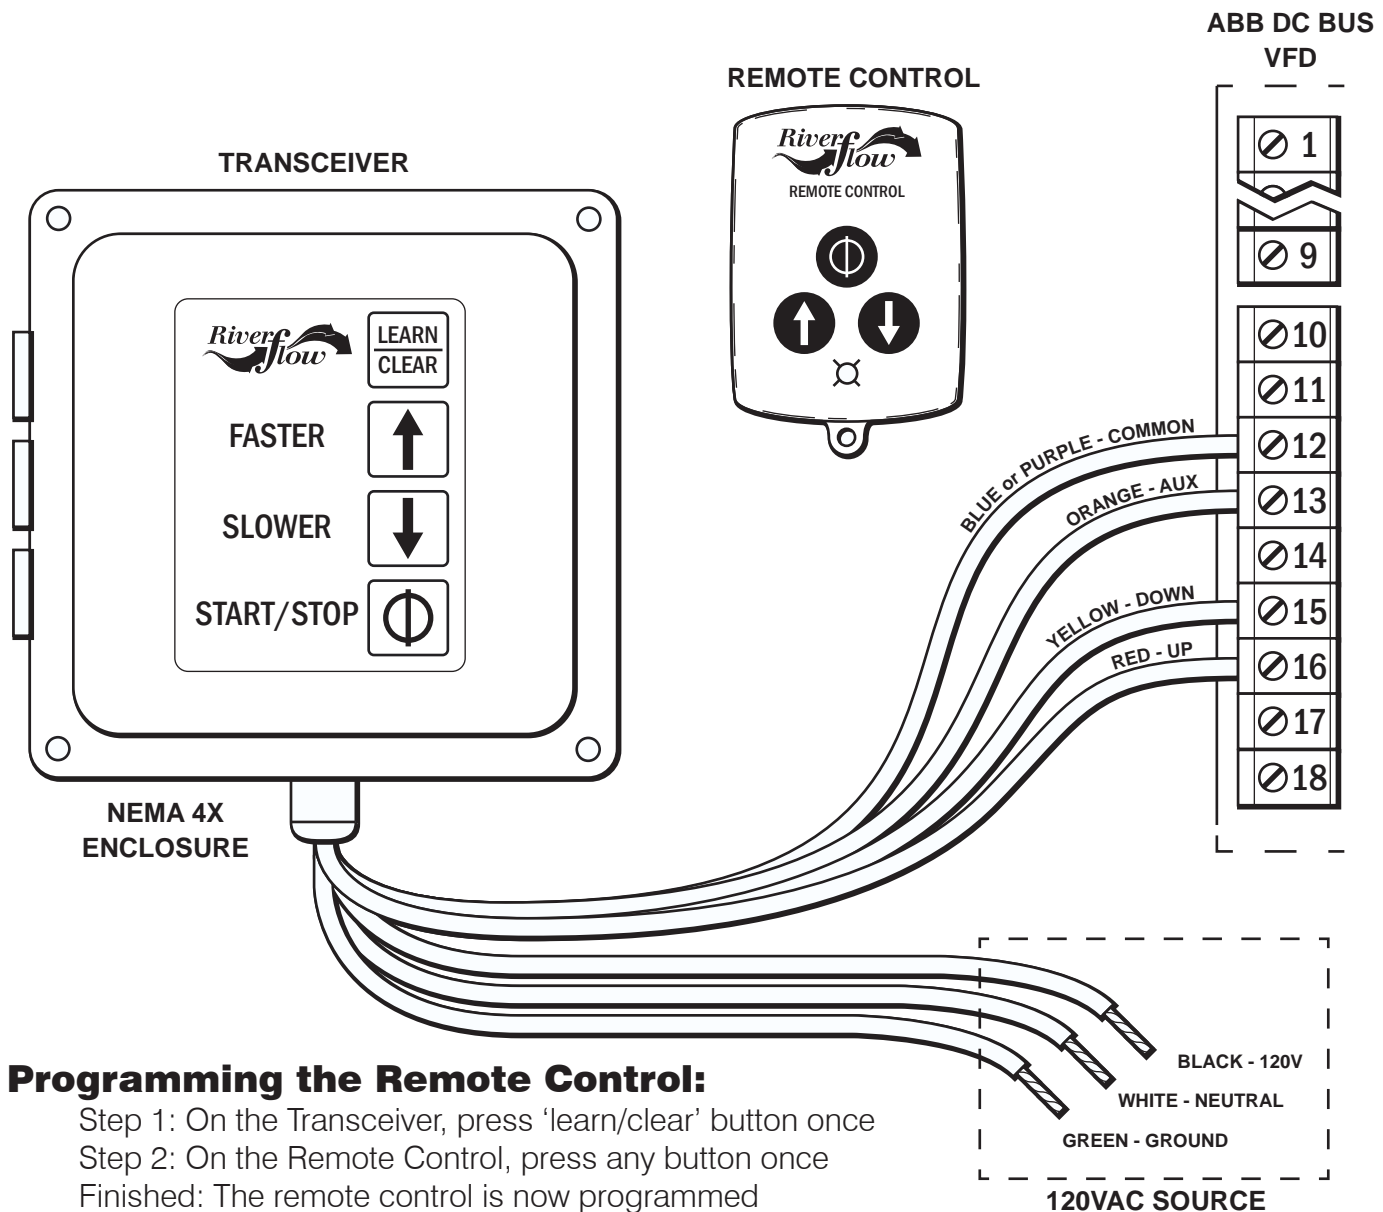 ABB DC BUS
VFD
REMOTE CONTROL
River flow
REMOTE CONTROL
1
9
10
11
12
13
14
15
16
17
18
TRANSCEIVER
River flow
LEARN
CLEAR
FASTER
SLOWER
START/STOP
NEMA 4X
ENCLOSURE
BLUE or PURPLE - COMMON
ORANGE - AUX
YELLOW - DOWN
RED - UP
BLACK - 120V
WHITE - NEUTRAL
GREEN - GROUND
120VAC SOURCE
Programming the Remote Control:
Step 1: On the Transceiver, press ‘learn/clear’ button once
Step 2: On the Remote Control, press any button once
Finished: The remote control is now programmed